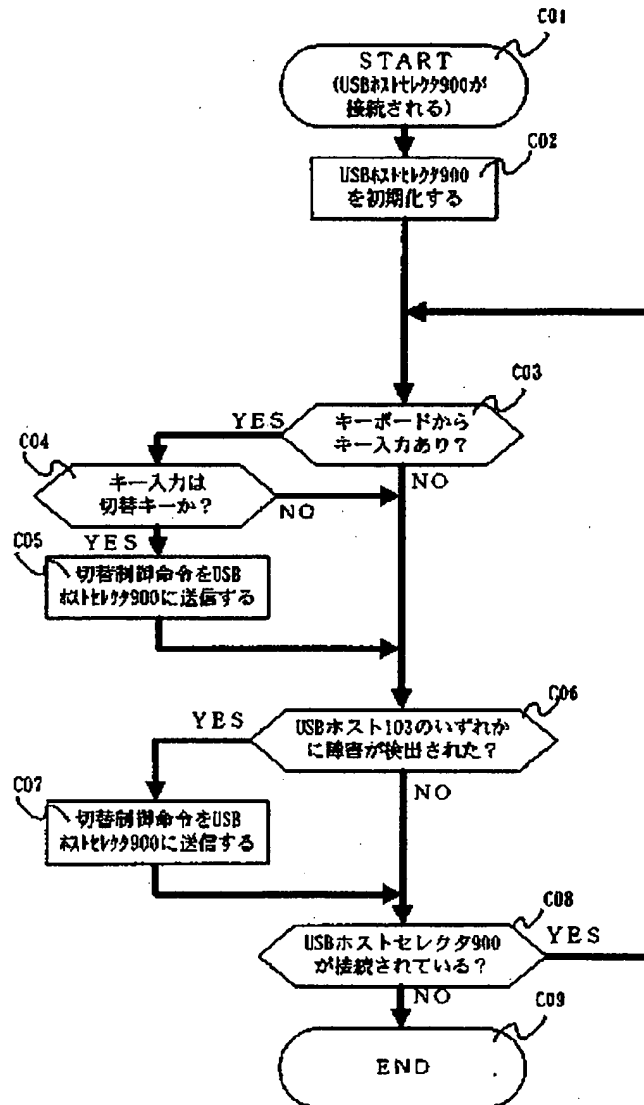 C01
START
(USBホストセレクタ900が
接続される)
C02
USBホストセレクタ900
を初期化する
C03
YES
キーボードから
キー入力あり?
C04
NO
キー入力は
切替キーか?
NO
C05
YES
切替制御命令をUSB
ホストセレクタ900に送信する
C06
YES
USBホスト103のいずれか
に障害が検出された?
C07
NO
切替制御命令をUSB
ホストセレクタ900に送信する
C08
USBホストセレクタ900
が接続されている?
YES
NO
C09
END